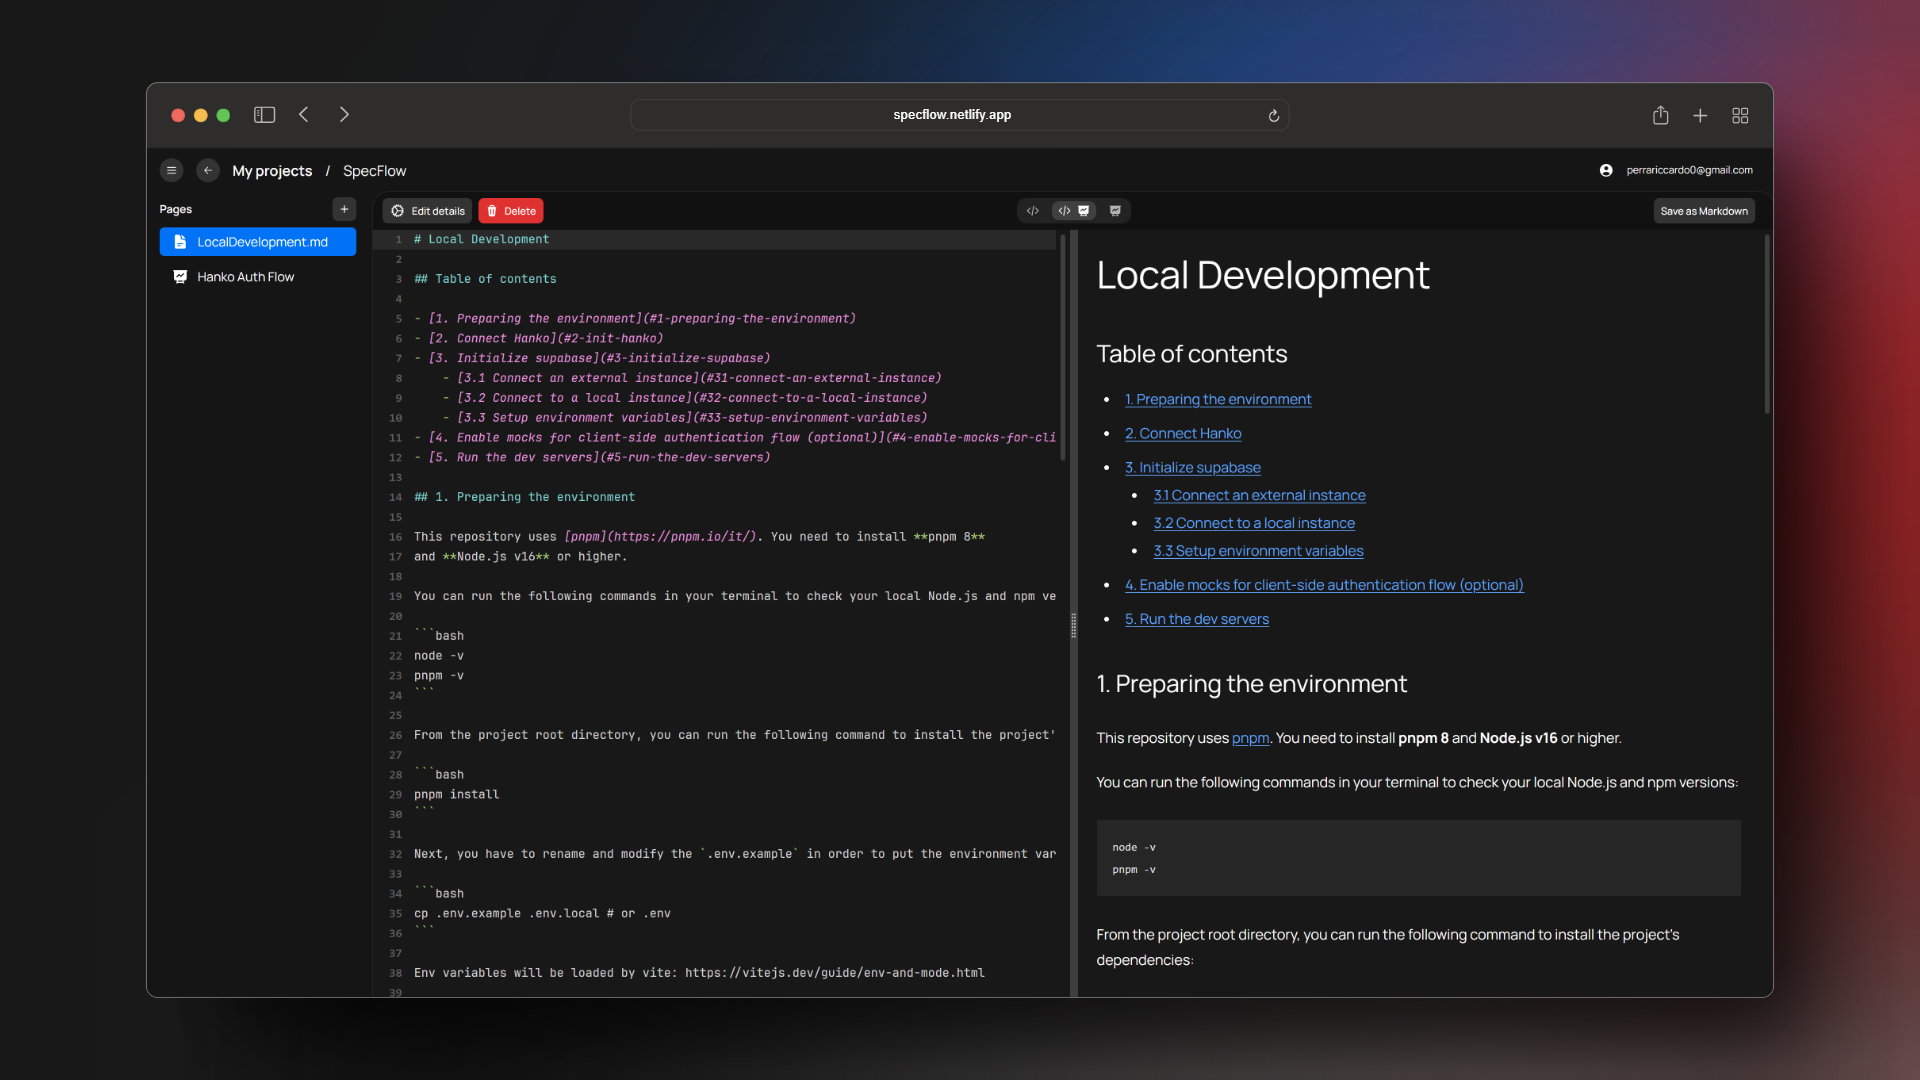 specflow.netlify.app
My projects / SpecFlow
perrariccardo0@gmail.com
Pages
+
LocalDevelopment.md
Hanko Auth Flow
Edit details
Delete
Save as Markdown
1 # Local Development
2
3 ## Table of contents
4
5 - [1. Preparing the environment](#1-preparing-the-environment)
6 - [2. Connect Hanko](#2-init-hanko)
7 - [3. Initialize supabase](#3-initialize-supabase)
8 - [3.1 Connect an external instance](#31-connect-an-external-instance)
9 - [3.2 Connect to a local instance](#32-connect-to-a-local-instance)
10 - [3.3 Setup environment variables](#33-setup-environment-variables)
11 - [4. Enable mocks for client-side authentication flow (optional)](#4-enable-mocks-for-cli
12 - [5. Run the dev servers](#5-run-the-dev-servers)
13
14 ## 1. Preparing the environment
15
16 This repository uses [pnpm](https://pnpm.io/it/). You need to install **pnpm 8**
17 and **Node.js v16** or higher.
18
19 You can run the following commands in your terminal to check your local Node.js and npm ve
20
21 ```bash
22 node -v
23 pnpm -v
24 ```
25
26 From the project root directory, you can run the following command to install the project'
27
28 ```bash
29 pnpm install
30 ```
31
32 Next, you have to rename and modify the `.env.example` in order to put the environment var
33
34 ```bash
35 cp .env.example .env.local # or .env
36 ```
37
38 Env variables will be loaded by vite: https://vitejs.dev/guide/env-and-mode.html
39
Local Development
Table of contents
• 1. Preparing the environment
• 2. Connect Hanko
• 3. Initialize supabase
• 3.1 Connect an external instance
• 3.2 Connect to a local instance
• 3.3 Setup environment variables
• 4. Enable mocks for client-side authentication flow (optional)
• 5. Run the dev servers
1. Preparing the environment
This repository uses pnpm. You need to install pnpm 8 and Node.js v16 or higher.
You can run the following commands in your terminal to check your local Node.js and npm versions:
node -v
pnpm -v
From the project root directory, you can run the following command to install the project's
dependencies: